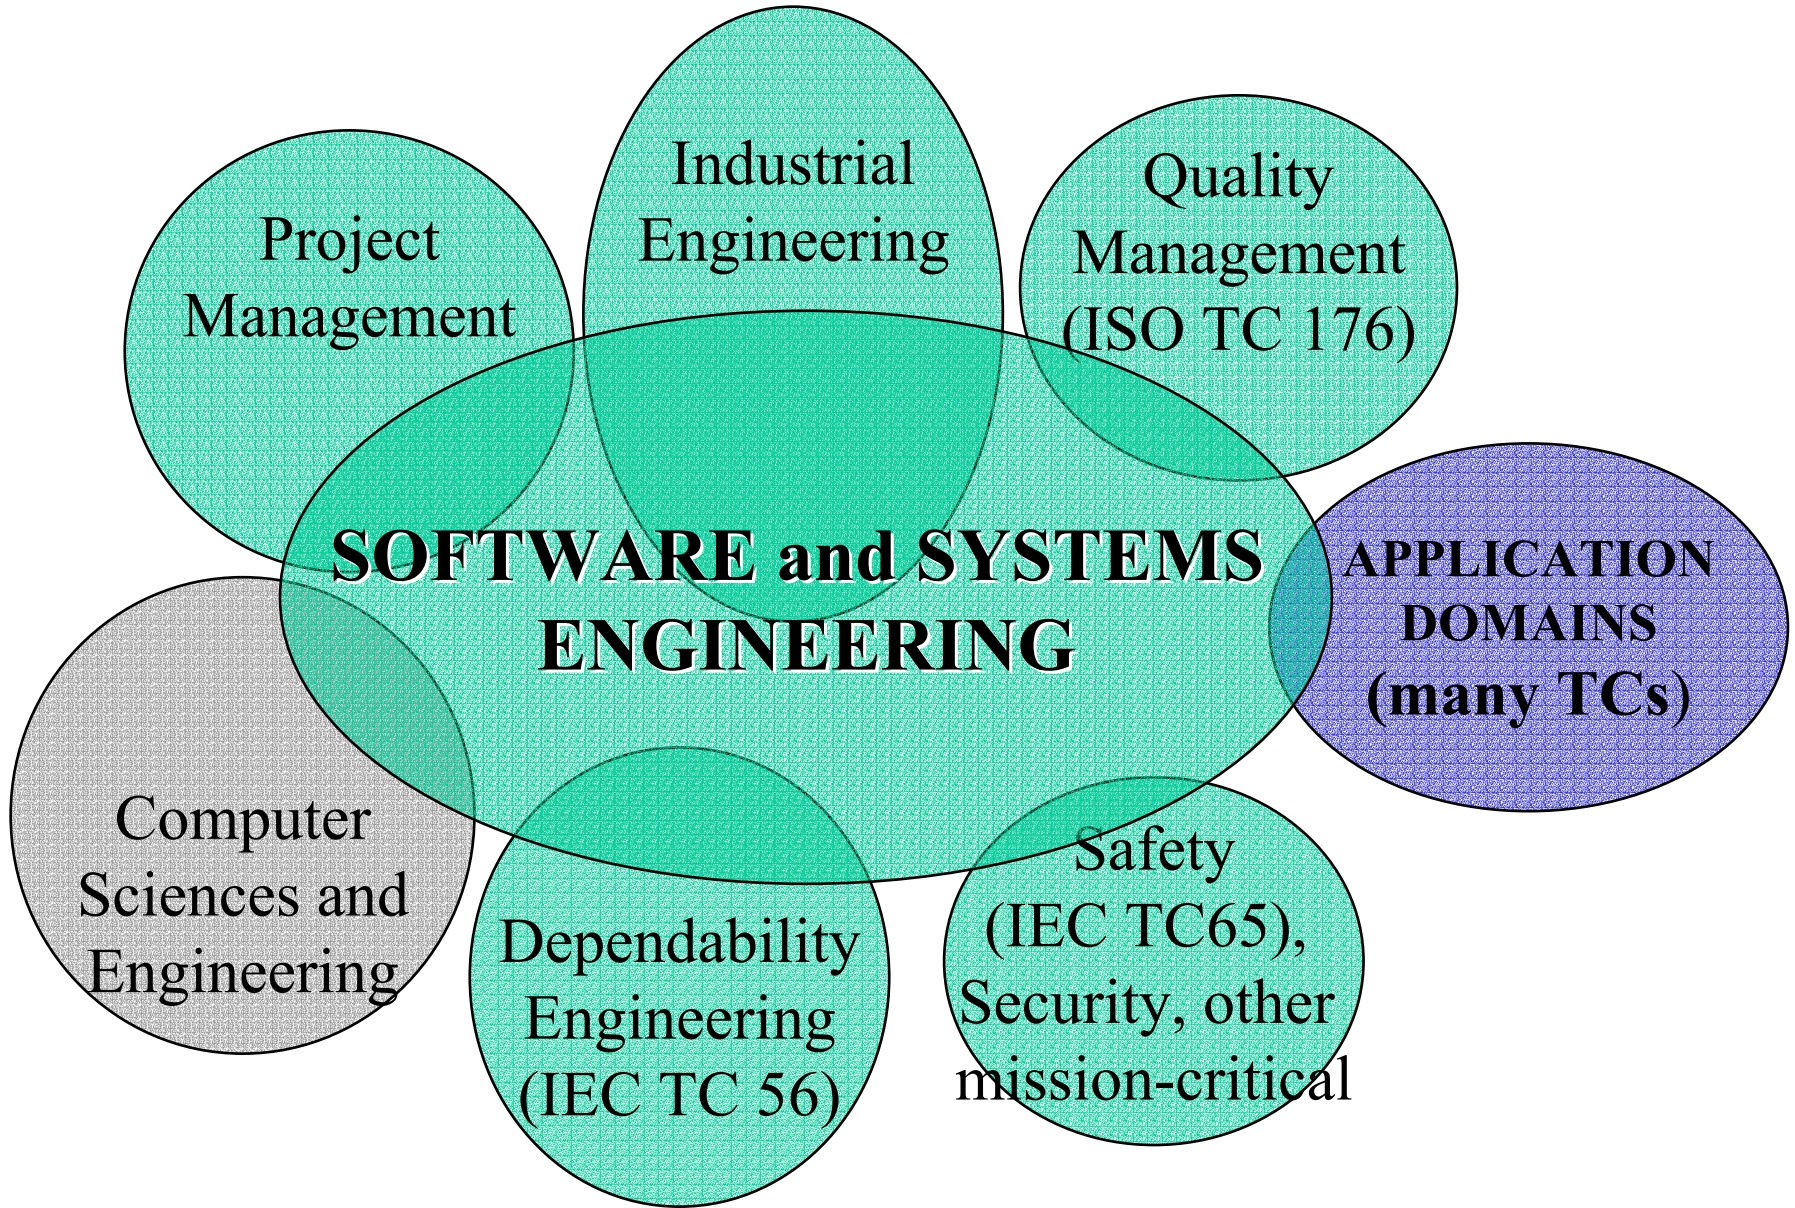 Industrial
Engineering
Quality
Management
(ISO TC 176)
Project
Management
SOFTWARE and SYSTEMS
ENGINEERING
APPLICATION
DOMAINS
(many TCs)
Computer
Sciences and
Engineering
Dependability
Engineering
(IEC TC 56)
Safety
(IEC TC65),
Security, other
mission-critical